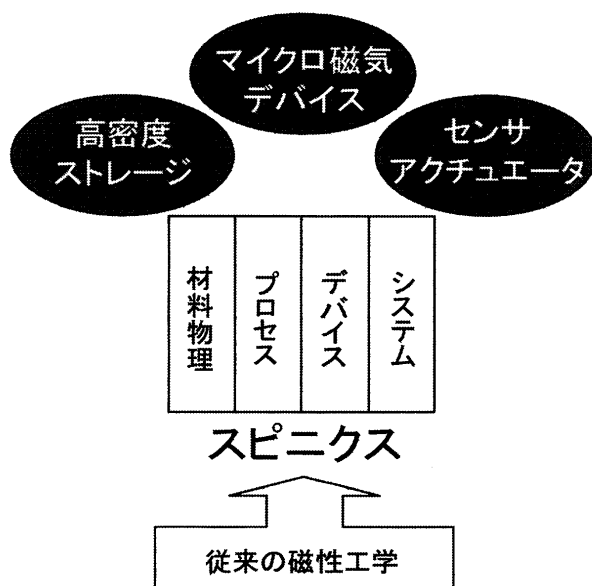 マイクロ磁気
デバイス
高密度
ストレージ
センサ
アクチュエータ
材料物理
プロセス
デバイス
システム
スピニクス
従来の磁性工学